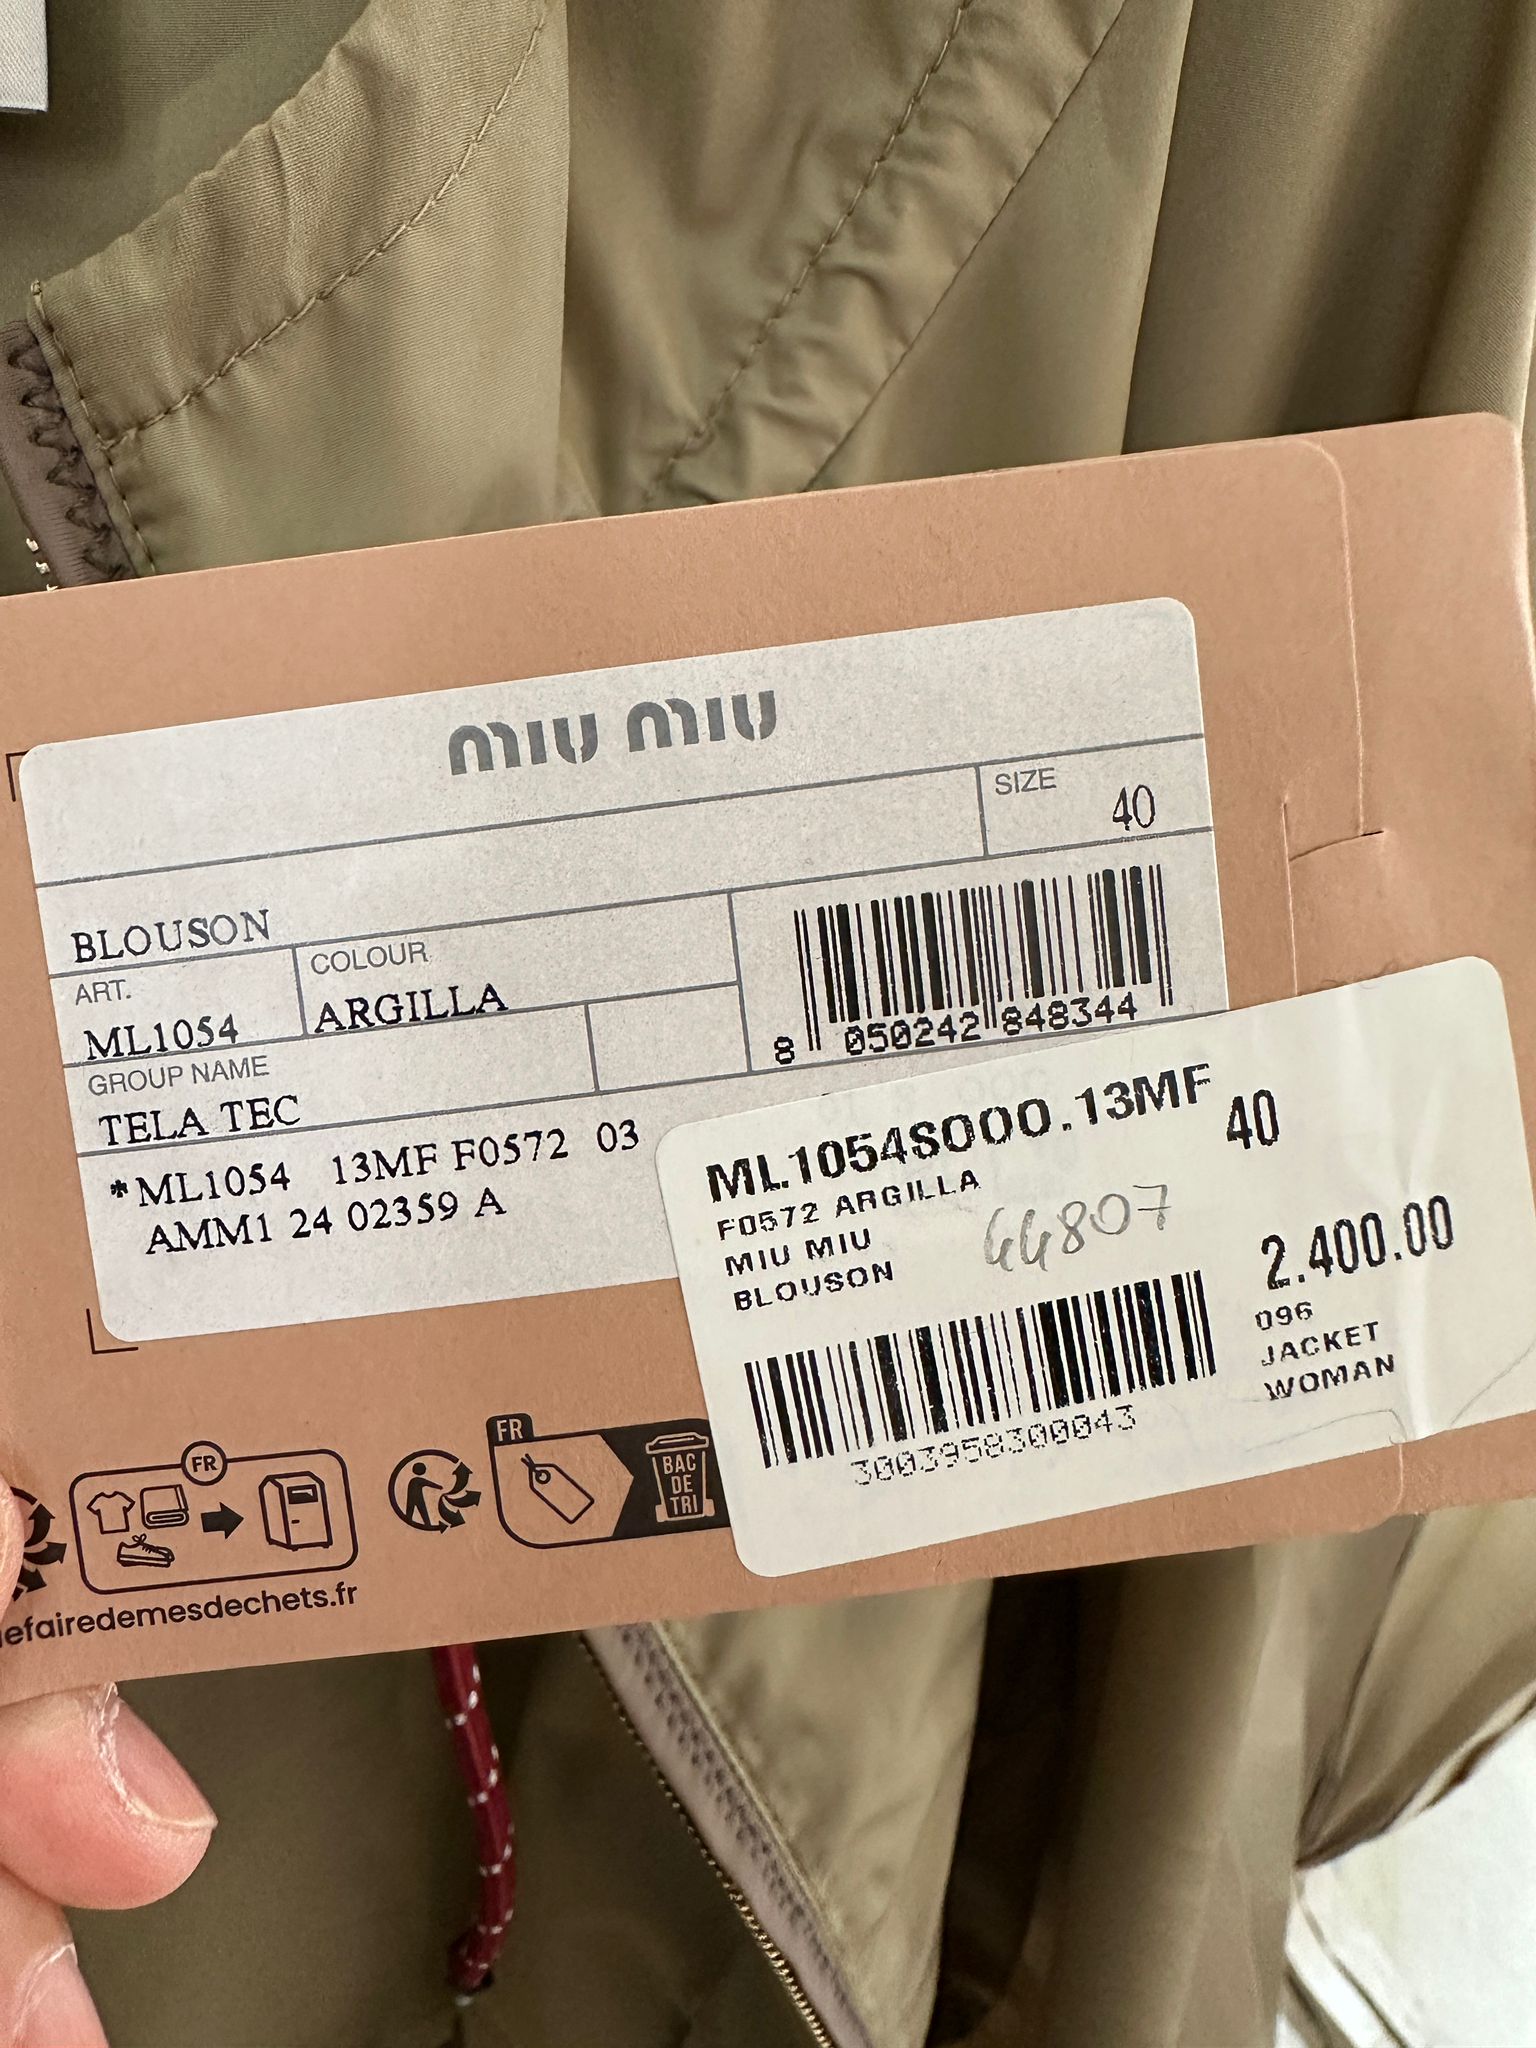 miu miu
SIZE
40
BLOUSON
ART.
ML1054
COLOUR
ARGILLA
8 050242 848344
GROUP NAME
TELA TEC
*ML1054 13MF F0572 03
AMM1 24 02359 A
ML1054S000.13MF 40
F0572 ARGILLA
MIU MIU
BLOUSON
44807
2.400.00
096
JACKET
WOMAN
3003958300043
FR
FR
BAC
DE
TRI
efairedemesdechets.fr